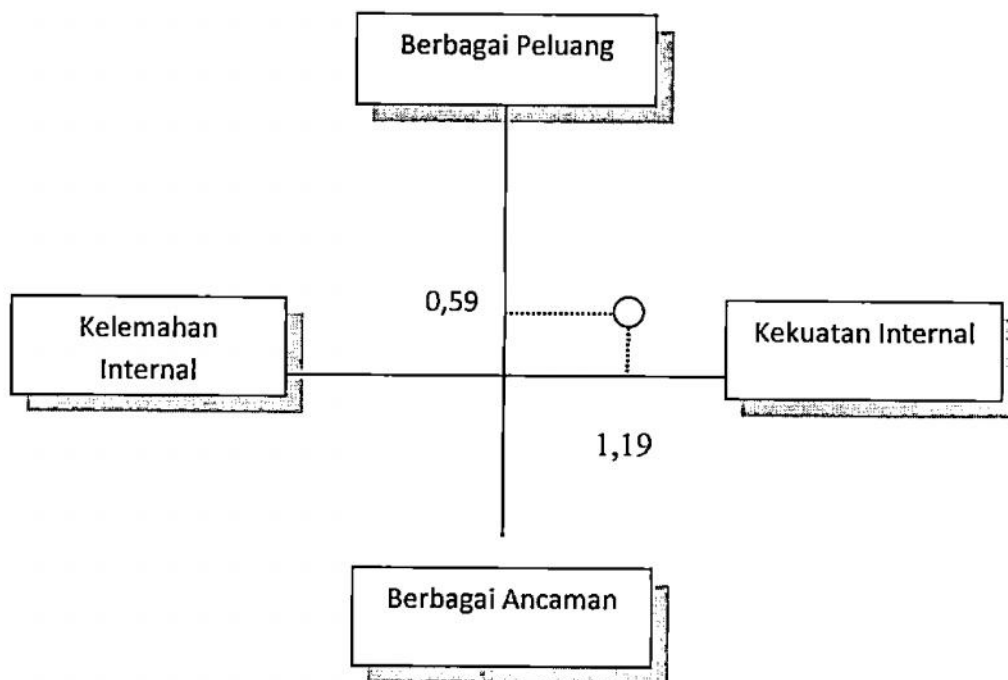 Berbagai Peluang
0,59
Kelemahan
Internal
Kekuatan Internal
1,19
Berbagai Ancaman